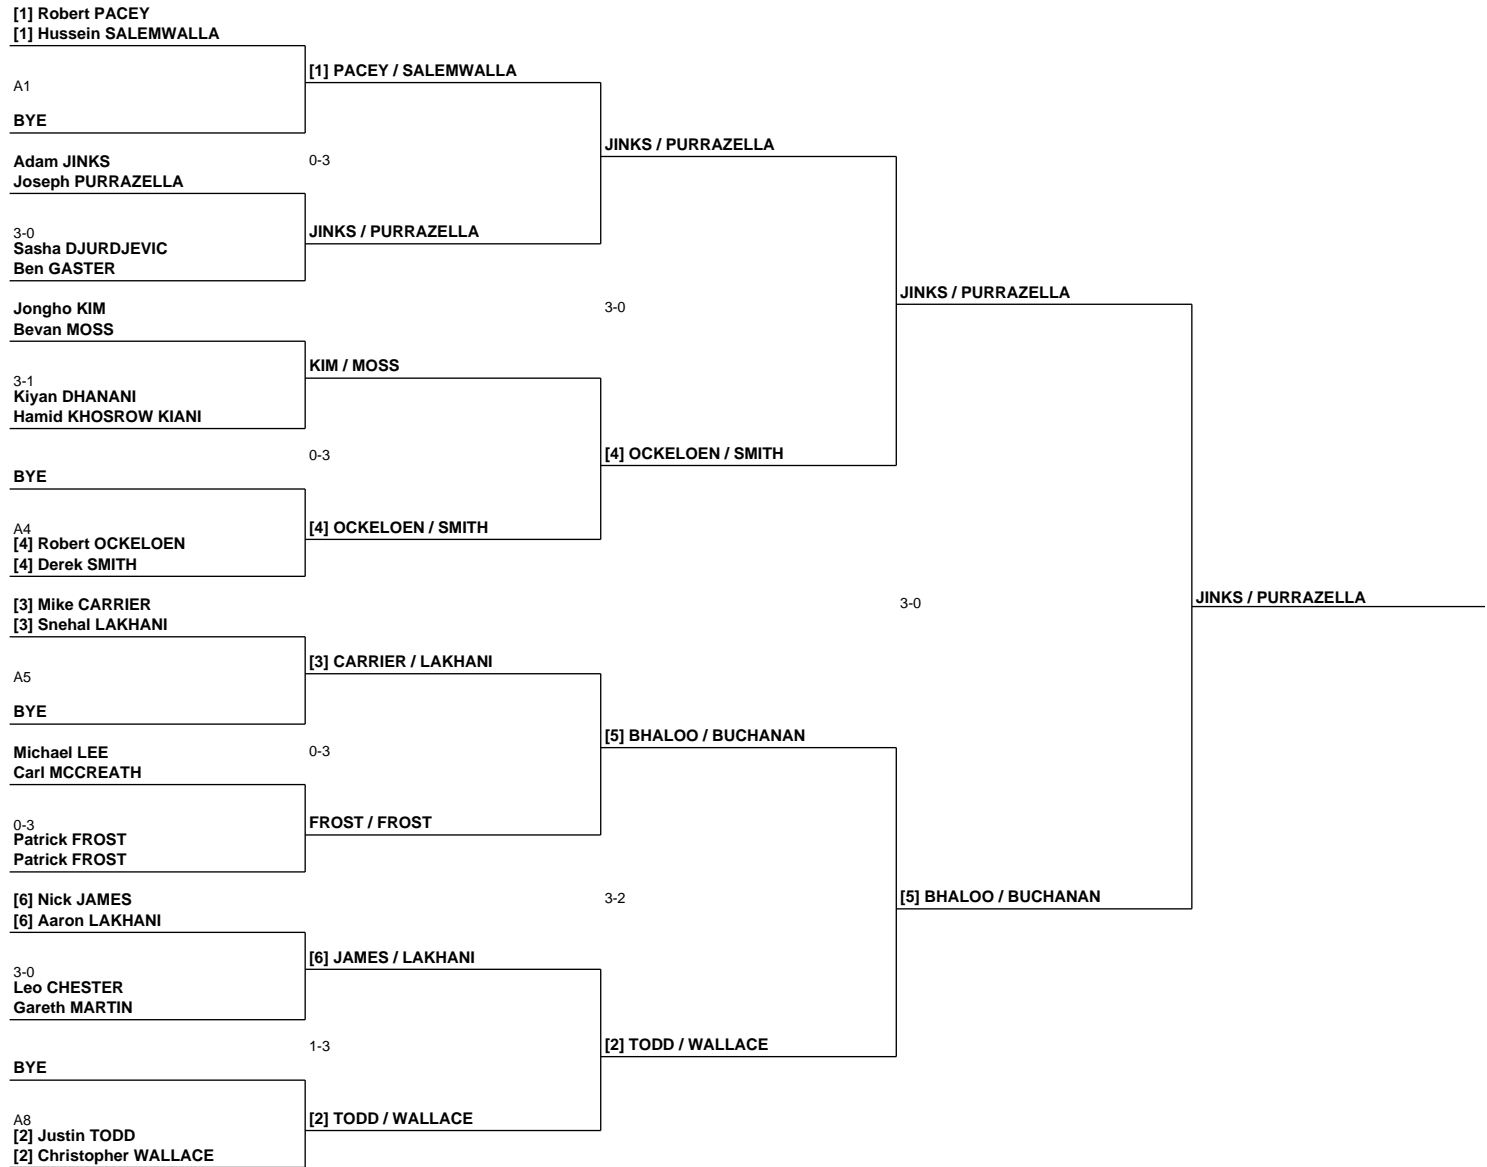 [1] Robert PACEY
[1] Hussein SALEMWALLA
A1
BYE
Adam JINKS
Joseph PURRAZELLA
3-0
Sasha DJURDJEVIC
Ben GASTER
Jongho KIM
Bevan MOSS
3-1
Kiyan DHANANI
Hamid KHOSROW KIANI
BYE
A4
[4] Robert OCKELOEN
[4] Derek SMITH
[3] Mike CARRIER
[3] Snehal LAKHANI
A5
BYE
Michael LEE
Carl MCCREATH
0-3
Patrick FROST
Patrick FROST
[6] Nick JAMES
[6] Aaron LAKHANI
3-0
Leo CHESTER
Gareth MARTIN
BYE
A8
[2] Justin TODD
[2] Christopher WALLACE
[1] PACEY / SALEMWALLA
0-3
JINKS / PURRAZELLA
KIM / MOSS
0-3
[4] OCKELOEN / SMITH
[3] CARRIER / LAKHANI
0-3
FROST / FROST
[6] JAMES / LAKHANI
1-3
[2] TODD / WALLACE
JINKS / PURRAZELLA
3-0
[4] OCKELOEN / SMITH
[5] BHALOO / BUCHANAN
3-2
[2] TODD / WALLACE
JINKS / PURRAZELLA
3-0
[5] BHALOO / BUCHANAN
JINKS / PURRAZELLA